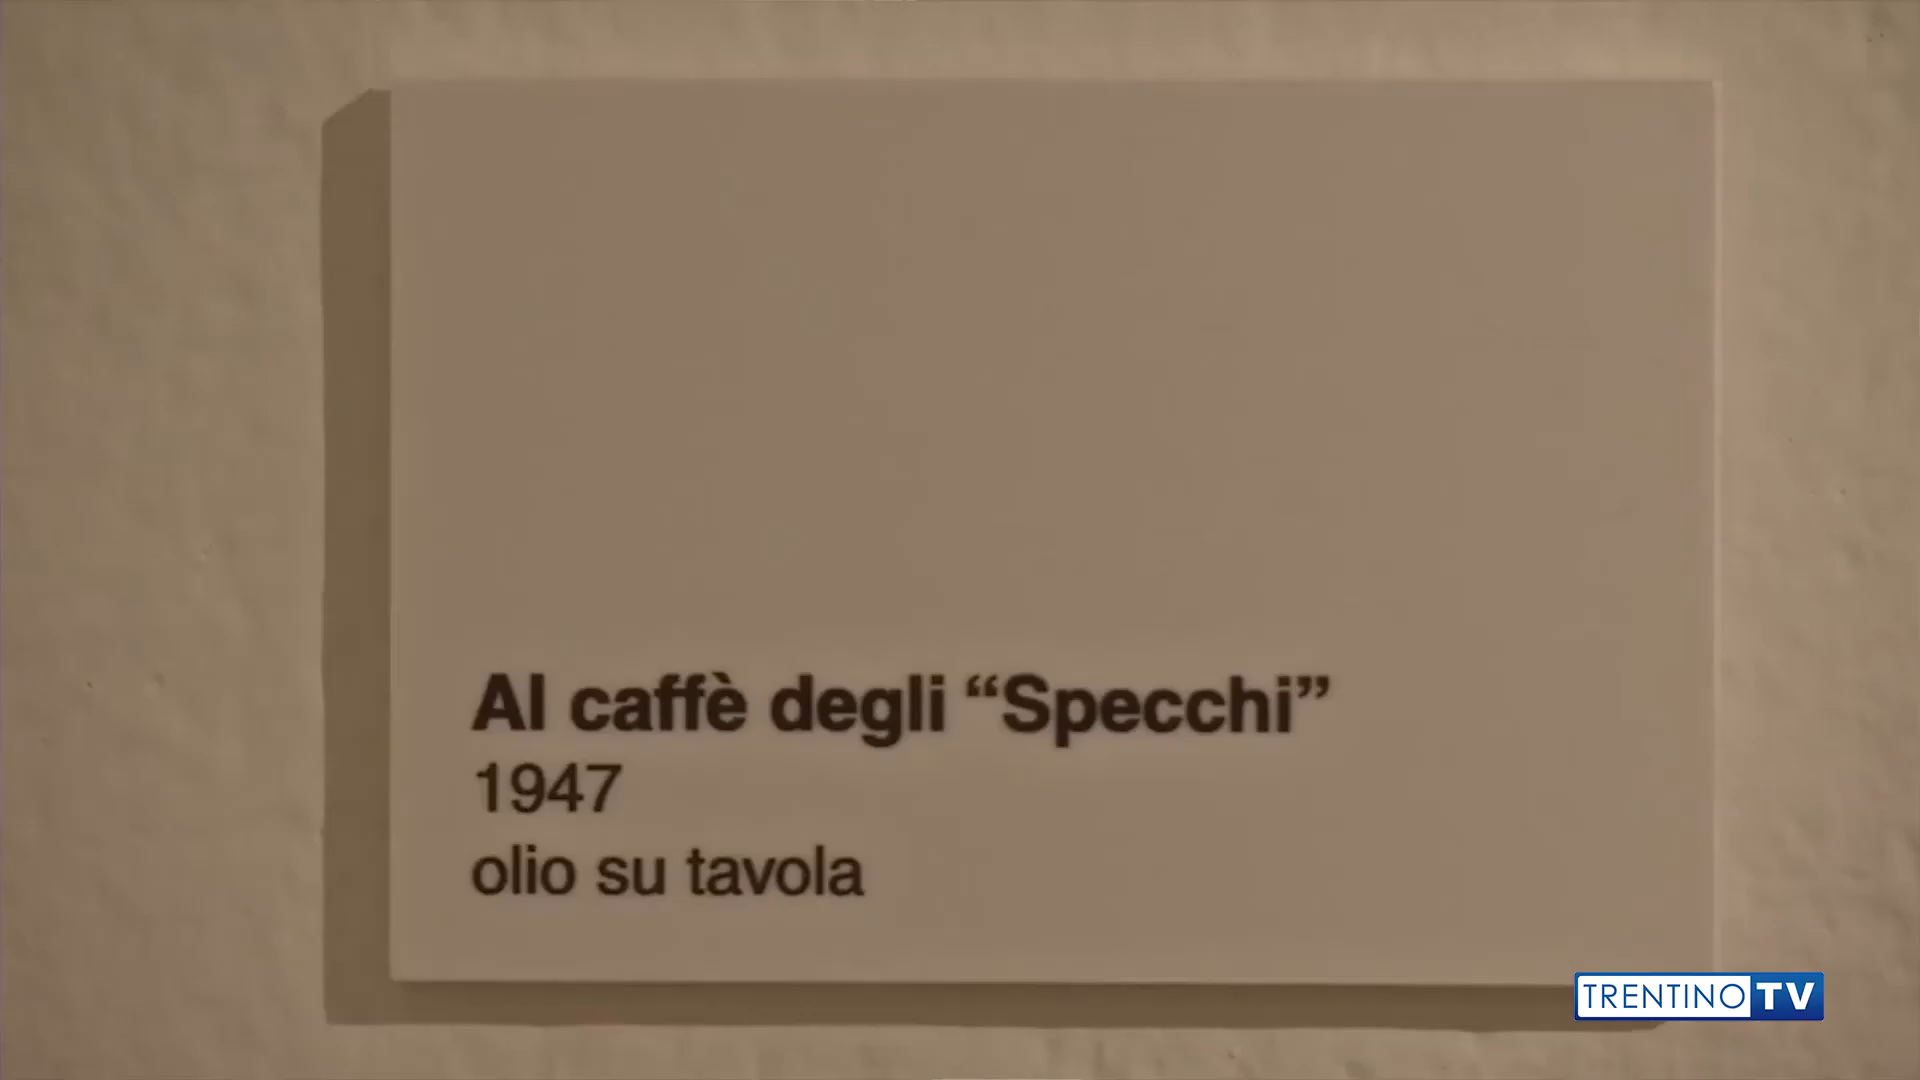 Al caffè degli “Specchi”
1947
olio su tavola
TRENTINO TV